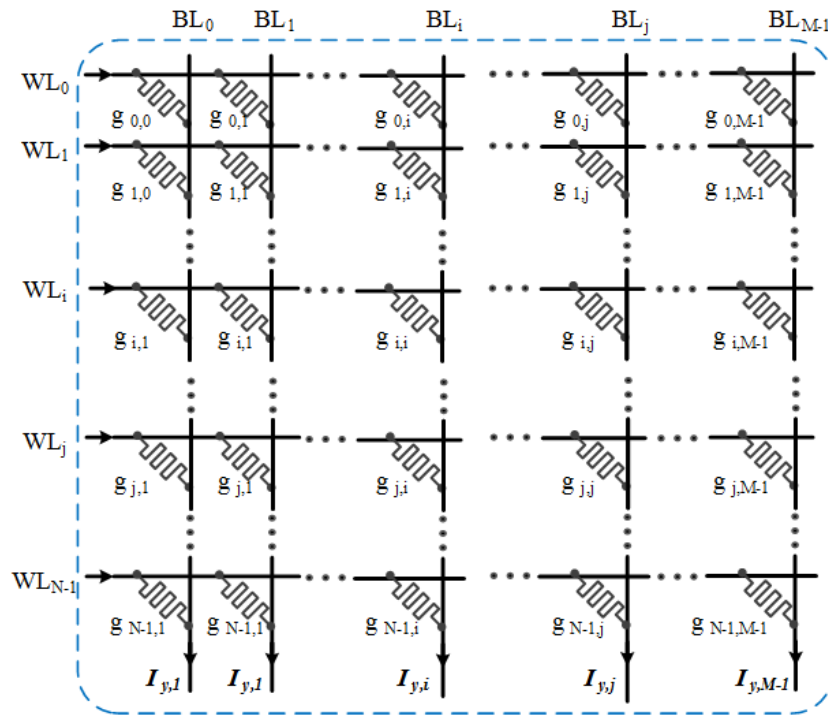 BL0 BL1 BLi BLj BLM-1
WL0
g 0,0 g 0,1 g 0,i g 0,j g 0,M-1
WL1
g 1,0 g 1,1 g 1,i g 1,j g 1,M-1
WLi
g i,1 g i,1 g i,i g i,j g i,M-1
WLj
g j,1 g j,1 g j,i g j,j g j,M-1
WLN-1
g N-1,1 g N-1,1 g N-1,i g N-1,j g N-1,M-1
Iy,1 Iy,1 Iy,i Iy,j Iy,M-1